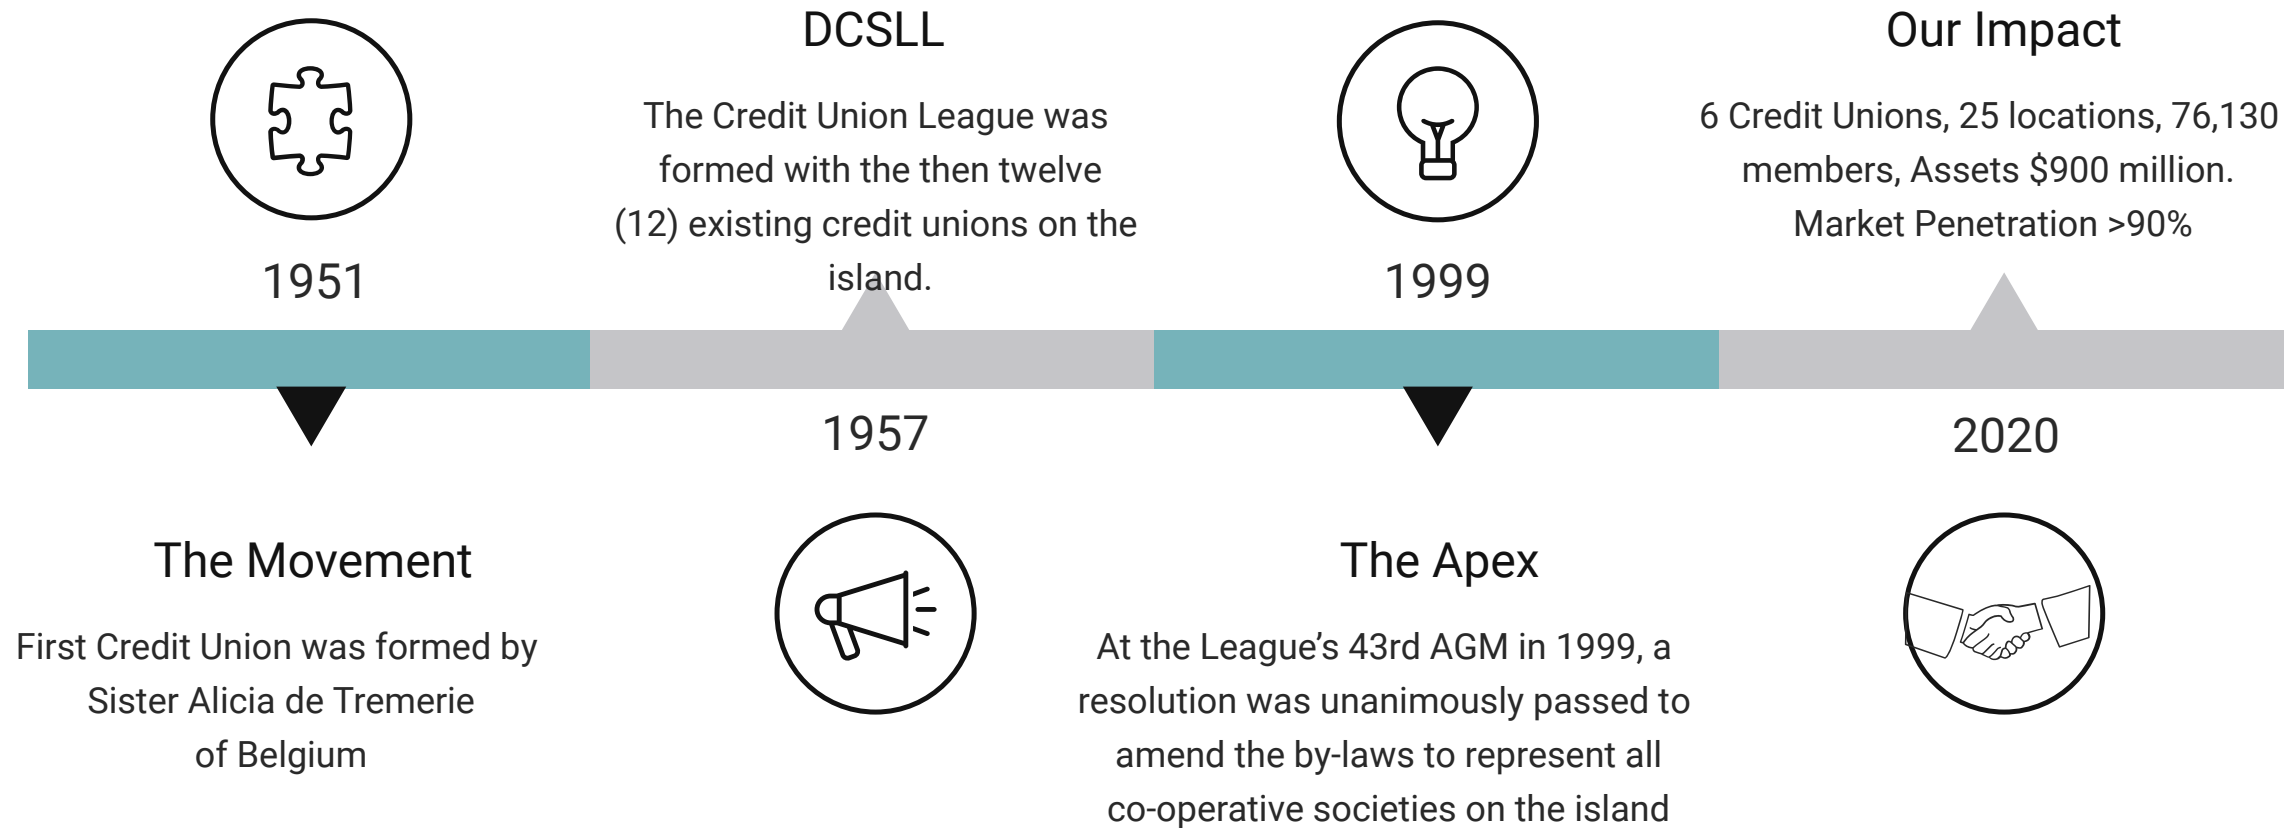 1951
The Movement
First Credit Union was formed by
Sister Alicia de Tremerie
of Belgium
DCSLL
The Credit Union League was
formed with the then twelve
(12) existing credit unions on the
island.
1957
1999
The Apex
At the League’s 43rd AGM in 1999, a
resolution was unanimously passed to
amend the by-laws to represent all
co-operative societies on the island
Our Impact
6 Credit Unions, 25 locations, 76,130
members, Assets $900 million.
Market Penetration >90%
2020